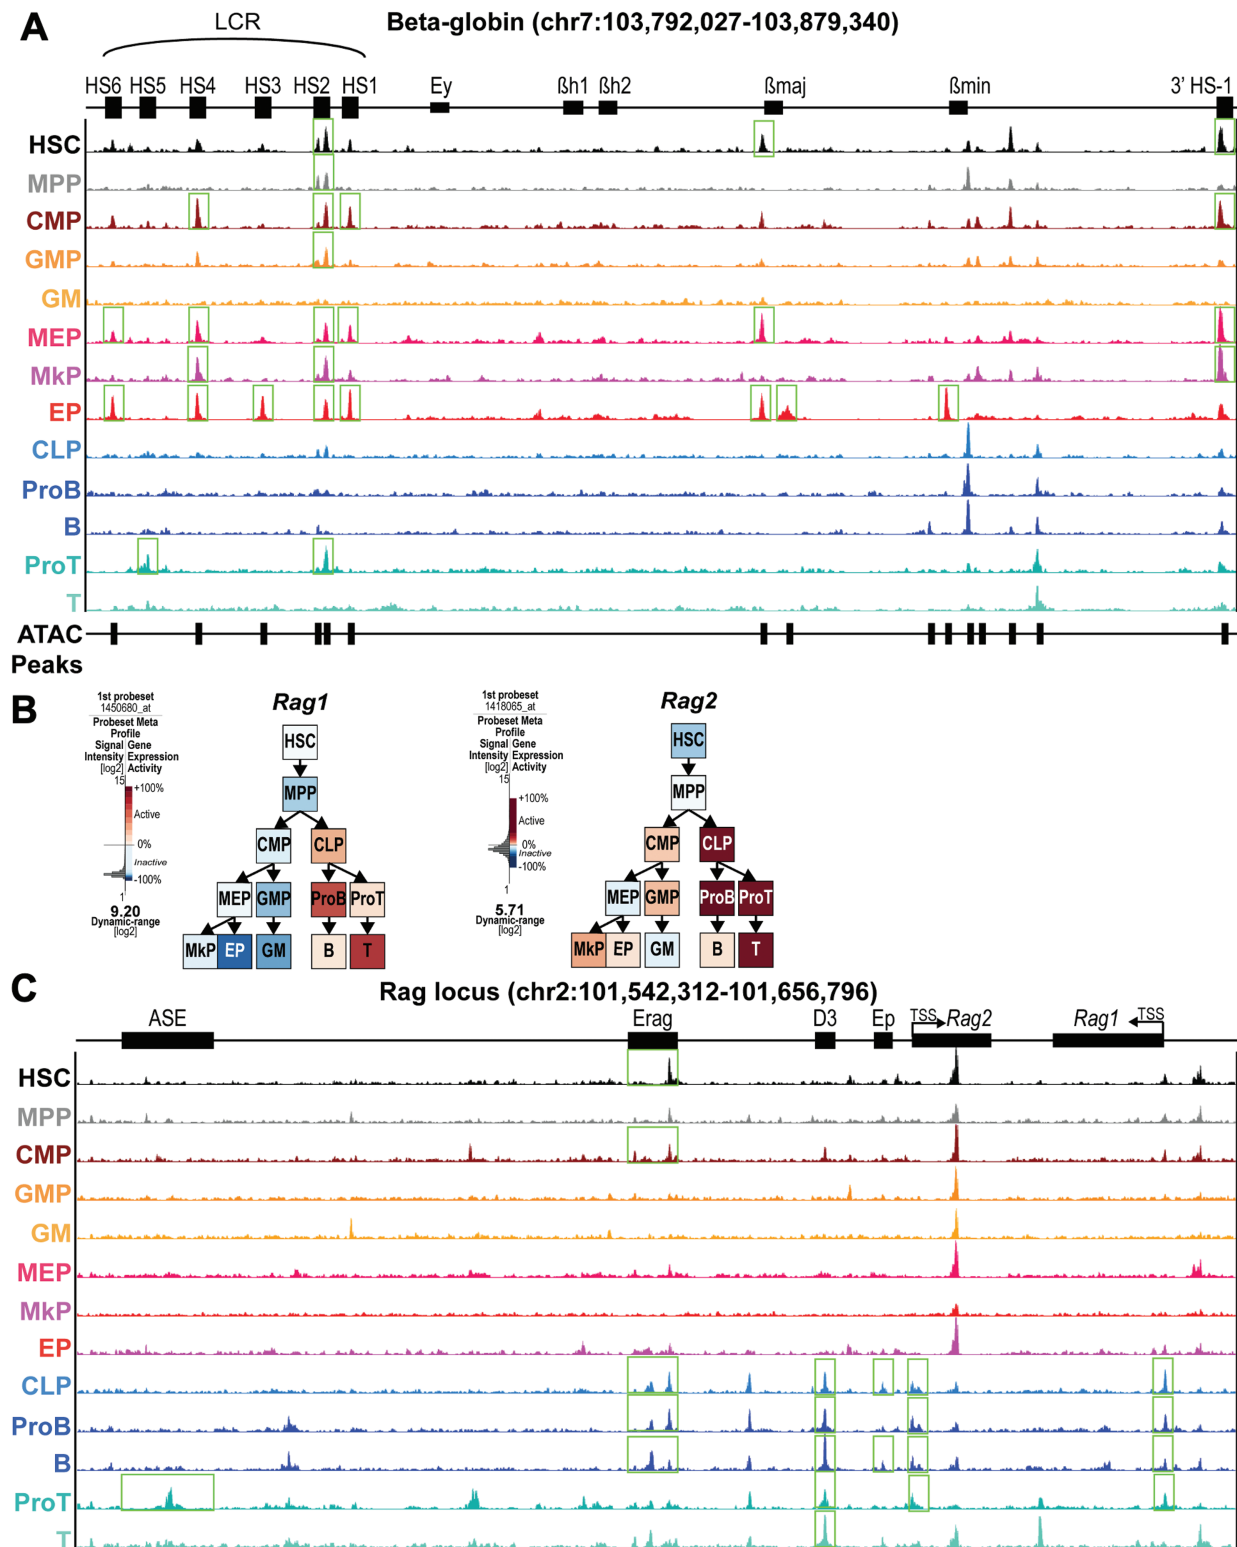 A
LCR
Beta-globin (chr7:103,792,027-103,879,340)
HS6 HS5 HS4 HS3 HS2 HS1 Ey ßh1 ßh2 ßmaj ßmin 3' HS-1
HSC
MPP
CMP
GMP
GM
MEP
MkP
EP
CLP
ProB
B
ProT
T
ATAC
Peaks
B
1st probeset
1450680_at
Probeset Meta
Profile
Signal Gene
Intensity Expression
[log2] Activity
15
+100%
Active
0%
Inactive
-100%
1
9.20
Dynamic-range
[log2]
Rag1
HSC
MPP
CMP CLP
MEP GMP ProB ProT
MkP EP GM B T
1st probeset
1418065_at
Probeset Meta
Profile
Signal Gene
Intensity Expression
[log2] Activity
15
+100%
Active
0%
Inactive
-100%
1
5.71
Dynamic-range
[log2]
Rag2
HSC
MPP
CMP CLP
MEP GMP ProB ProT
MkP EP GM B T
C
Rag locus (chr2:101,542,312-101,656,796)
ASE Erag D3 Ep TSS Rag2 Rag1 TSS
HSC
MPP
CMP
GMP
GM
MEP
MkP
EP
CLP
ProB
B
ProT
T